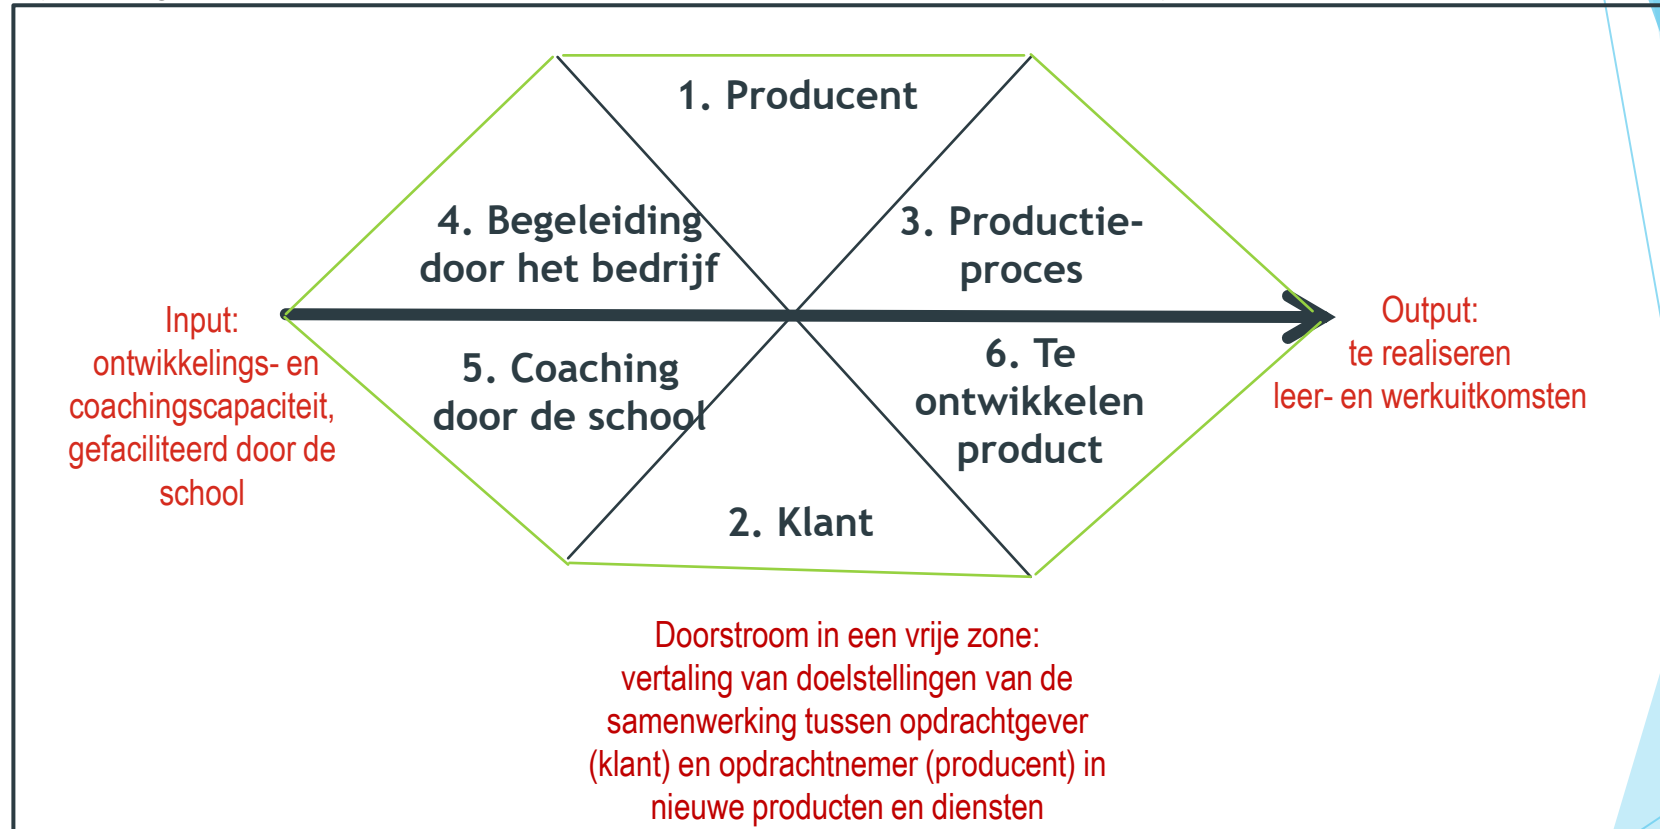 1. Producent
4. Begeleiding
door het bedrijf
3. Productie-
proces
Input:
ontwikkelings- en
coachingscapaciteit,
gefaciliteerd door de
school
Output:
te realiseren
leer- en werkuitkomsten
5. Coaching
door de school
6. Te
ontwikkelen
product
2. Klant
Doorstroom in een vrije zone:
vertaling van doelstellingen van de
samenwerking tussen opdrachtgever
(klant) en opdrachtnemer (producent) in
nieuwe producten en diensten